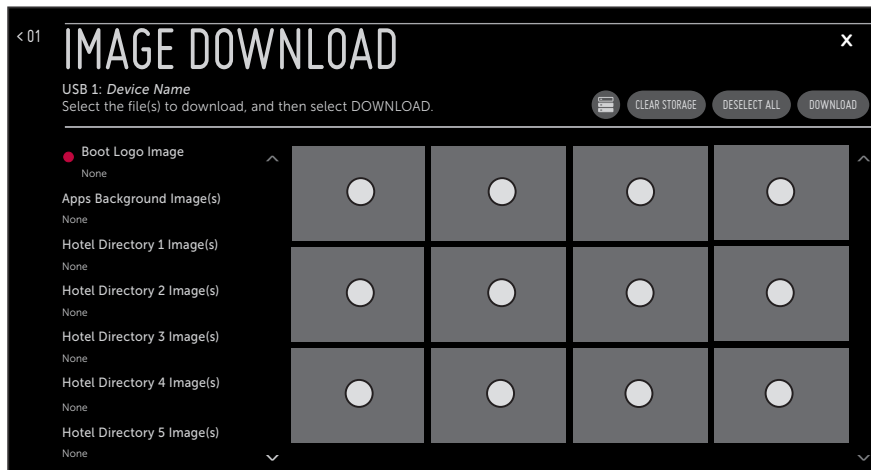 < 01
IMAGE DOWNLOAD
X
USB 1: Device Name
Select the file(s) to download, and then select DOWNLOAD.
CLEAR STORAGE
DESELECT ALL
DOWNLOAD
Boot Logo Image
None
Apps Background Image(s)
None
Hotel Directory 1 Image(s)
None
Hotel Directory 2 Image(s)
None
Hotel Directory 3 Image(s)
None
Hotel Directory 4 Image(s)
None
Hotel Directory 5 Image(s)
None